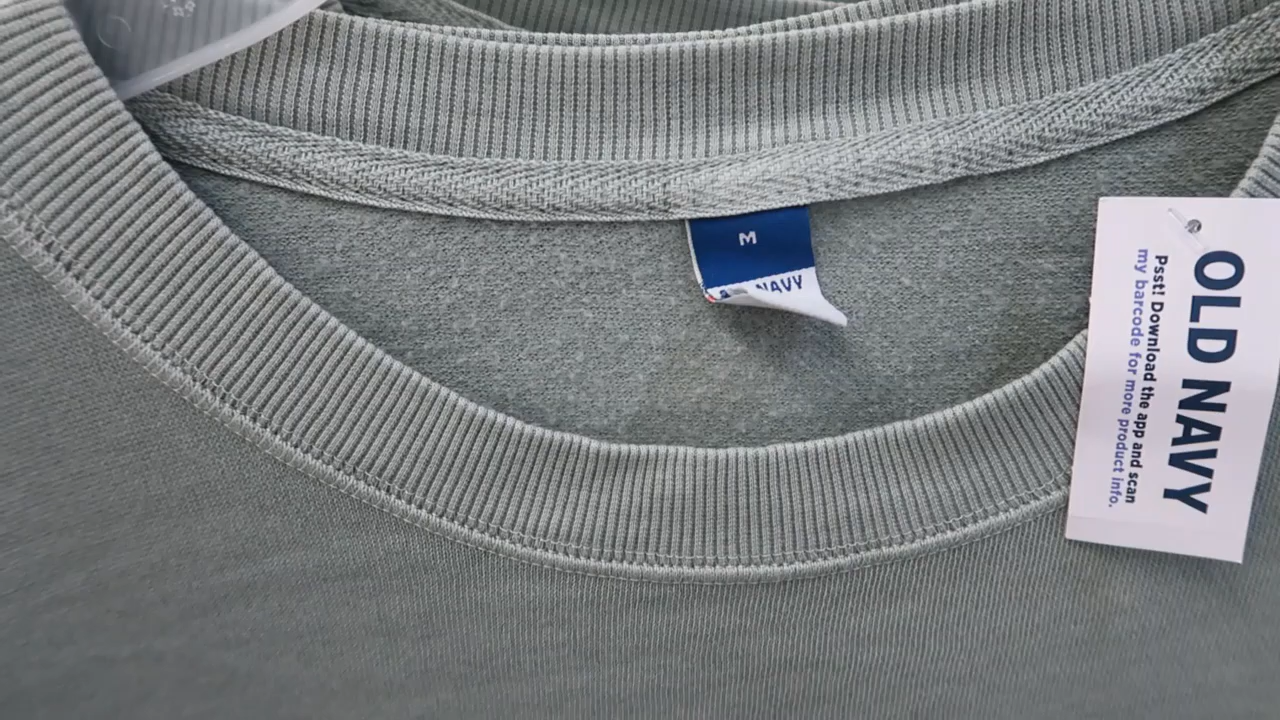 M
NAVY
OLD NAVY
Psst! Download the app and scan
my barcode for more product info.